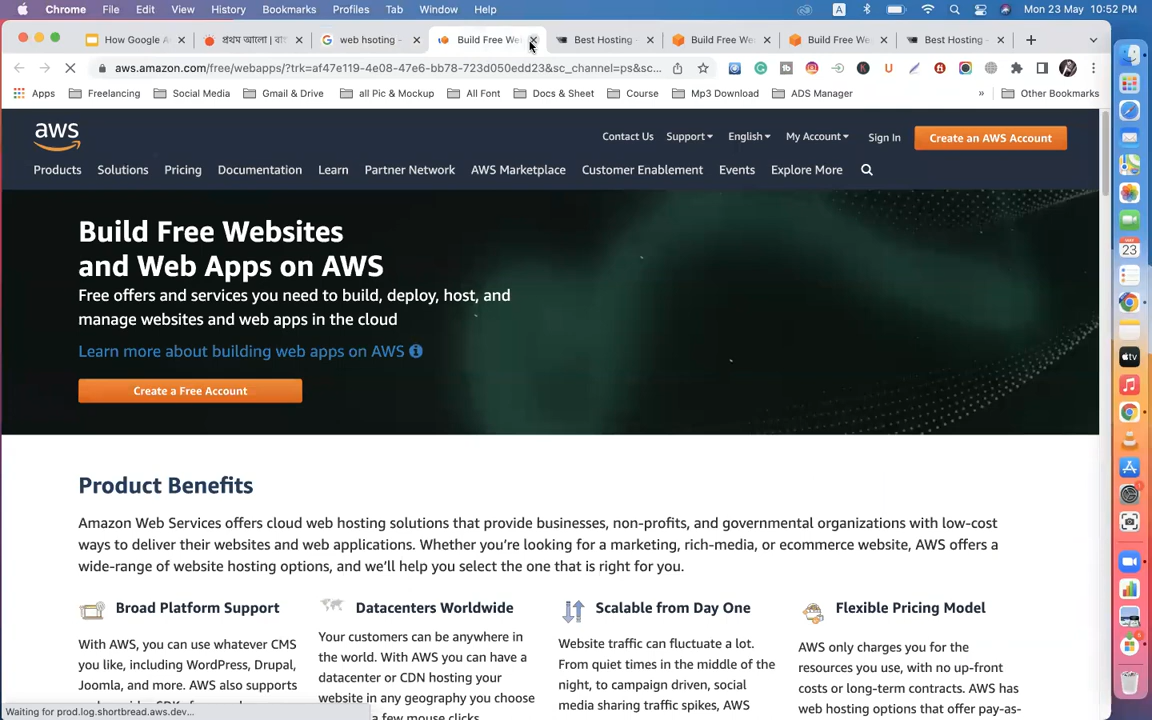 Chrome File Edit View History Bookmarks Profiles Tab Window Help A Mon 23 May 10:52 PM
How Google A প্রথম আলো | বাং web hsoting - Build Free We Best Hosting - Build Free We Build Free We Best Hosting -
aws.amazon.com/free/webapps/?trk=af47e119-4e08-47e6-bb78-723d050edd23&sc_channel=ps&sc...
Apps Freelancing Social Media Gmail & Drive all Pic & Mockup All Font Docs & Sheet Course Mp3 Download ADS Manager » Other Bookmarks
aws
Contact Us Support English My Account Sign In Create an AWS Account
Products Solutions Pricing Documentation Learn Partner Network AWS Marketplace Customer Enablement Events Explore More
Build Free Websites
and Web Apps on AWS
Free offers and services you need to build, deploy, host, and
manage websites and web apps in the cloud
Learn more about building web apps on AWS
Create a Free Account
Product Benefits
Amazon Web Services offers cloud web hosting solutions that provide businesses, non-profits, and governmental organizations with low-cost
ways to deliver their websites and web applications. Whether you're looking for a marketing, rich-media, or ecommerce website, AWS offers a
wide-range of website hosting options, and we'll help you select the one that is right for you.
Broad Platform Support
With AWS, you can use whatever CMS
you like, including WordPress, Drupal,
Joomla, and more. AWS also supports
Datacenters Worldwide
Your customers can be anywhere in
the world. With AWS you can have a
datacenter or CDN hosting your
website in any geography you choose
with a few mouse clicks.
Scalable from Day One
Website traffic can fluctuate a lot.
From quiet times in the middle of the
night, to campaign driven, social
media sharing traffic spikes, AWS
Flexible Pricing Model
AWS only charges you for the
resources you use, with no up-front
costs or long-term contracts. AWS has
web hosting options that offer pay-as-
Waiting for prod.log.shortbread.aws.dev...